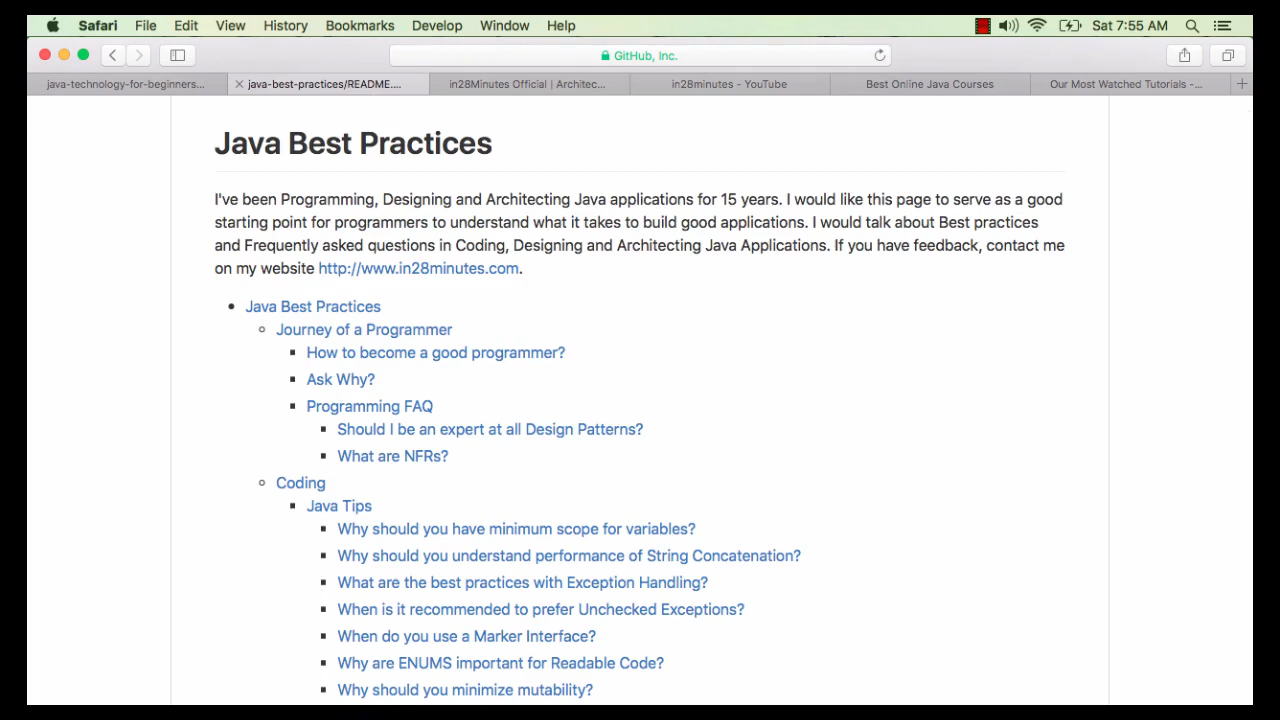 Safari File Edit View History Bookmarks Develop Window Help Sat 7:55 AM
GitHub, Inc.
java-technology-for-beginners... java-best-practices/README.... in28Minutes Official | Architec... in28minutes - YouTube Best Online Java Courses Our Most Watched Tutorials -...
Java Best Practices
I've been Programming, Designing and Architecting Java applications for 15 years. I would like this page to serve as a good
starting point for programmers to understand what it takes to build good applications. I would talk about Best practices
and Frequently asked questions in Coding, Designing and Architecting Java Applications. If you have feedback, contact me
on my website http://www.in28minutes.com.
Java Best Practices
Journey of a Programmer
How to become a good programmer?
Ask Why?
Programming FAQ
Should I be an expert at all Design Patterns?
What are NFRs?
Coding
Java Tips
Why should you have minimum scope for variables?
Why should you understand performance of String Concatenation?
What are the best practices with Exception Handling?
When is it recommended to prefer Unchecked Exceptions?
When do you use a Marker Interface?
Why are ENUMS important for Readable Code?
Why should you minimize mutability?